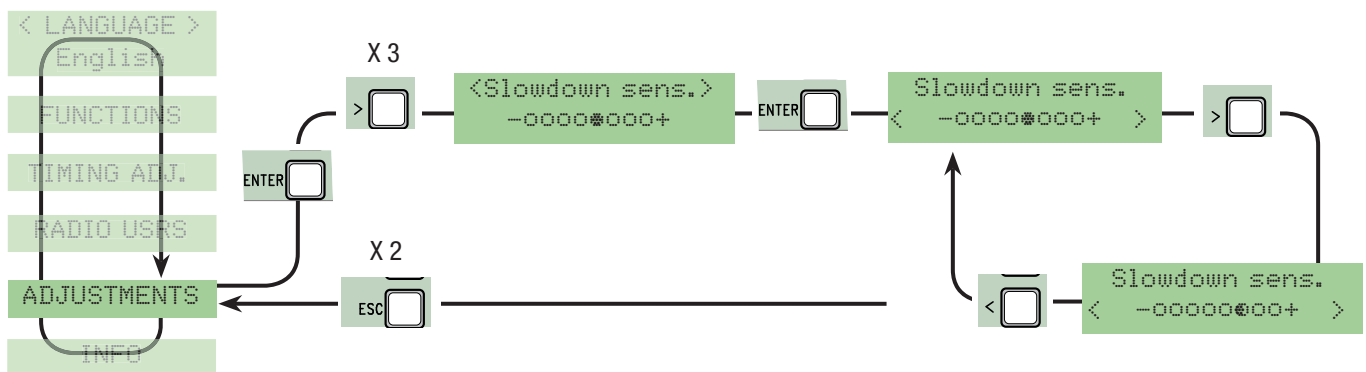 < LANGUAGE >
English
FUNCTIONS
TIMING ADJ.
RADIO USRS
ADJUSTMENTS
INFO
ENTER
X 3
>
<Slowdown sens.>
-oooo●ooo+
ENTER
Slowdown sens.
< -oooo●ooo+ >
>
Slowdown sens.
< -ooooo●oo+ >
<
X 2
ESC